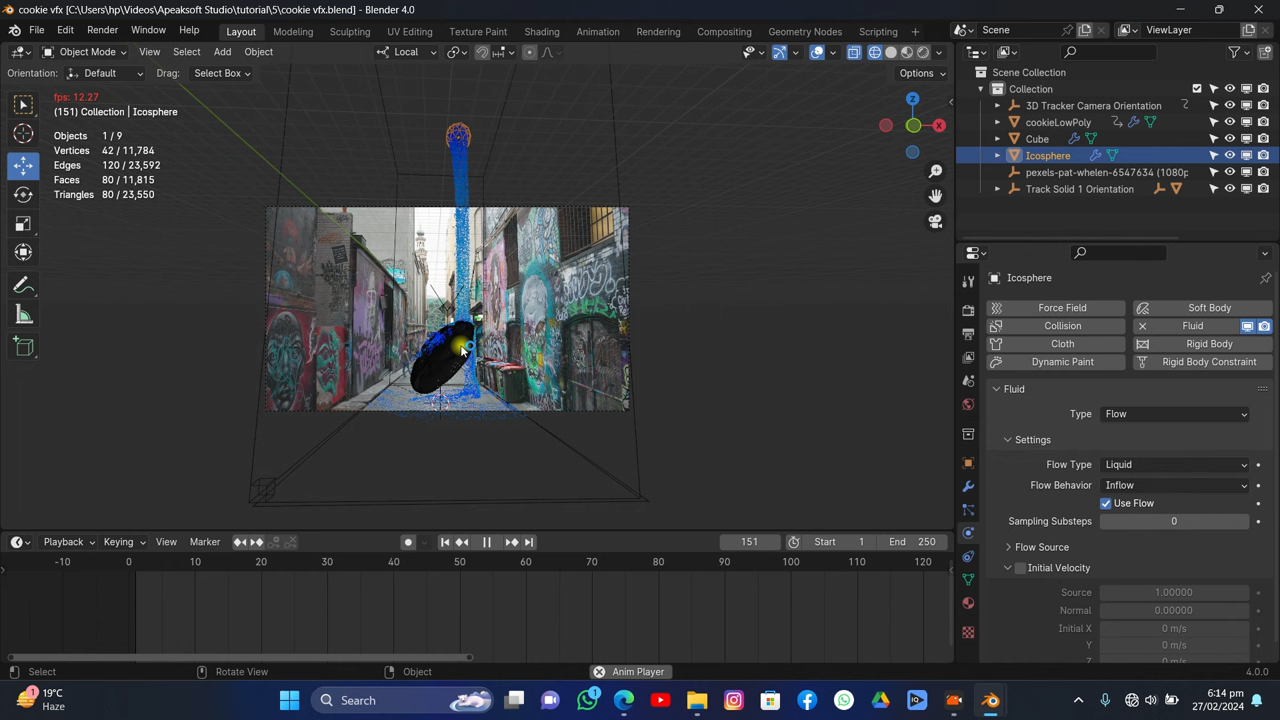 cookie vfx [C:\Users\hp\Videos\Apeaksoft Studio\tutorial\5\cookie vfx.blend] - Blender 4.0
File Edit Render Window Help Layout Modeling Sculpting UV Editing Texture Paint Shading Animation Rendering Compositing Geometry Nodes Scripting Scene ViewLayer
Object Mode View Select Add Object Local
Orientation: Default Drag: Select Box Options
fps: 12.27
(151) Collection | Icosphere
Objects 1 / 9
Vertices 42 / 11,784
Edges 120 / 23,592
Faces 80 / 11,815
Triangles 80 / 23,550
Z
X
Scene Collection
Collection
3D Tracker Camera Orientation
cookieLowPoly
Cube
Icosphere
pexels-pat-whelen-6547634 (1080p
Track Solid 1 Orientation
Icosphere
Force Field Soft Body
Collision Fluid
Cloth Rigid Body
Dynamic Paint Rigid Body Constraint
Fluid
Type Flow
Settings
Flow Type Liquid
Flow Behavior Inflow
Use Flow
Sampling Substeps 0
Flow Source
Initial Velocity
Source 1.00000
Normal 0.00000
Initial X 0 m/s
Y 0 m/s
Z
Playback Keying View Marker 151 Start 1 End 250
-10 0 10 20 30 40 50 60 70 80 90 100 110 120
Select Rotate View Object Anim Player 4.0.0
1 19°C
Haze
Search
1
6:14 pm
27/02/2024